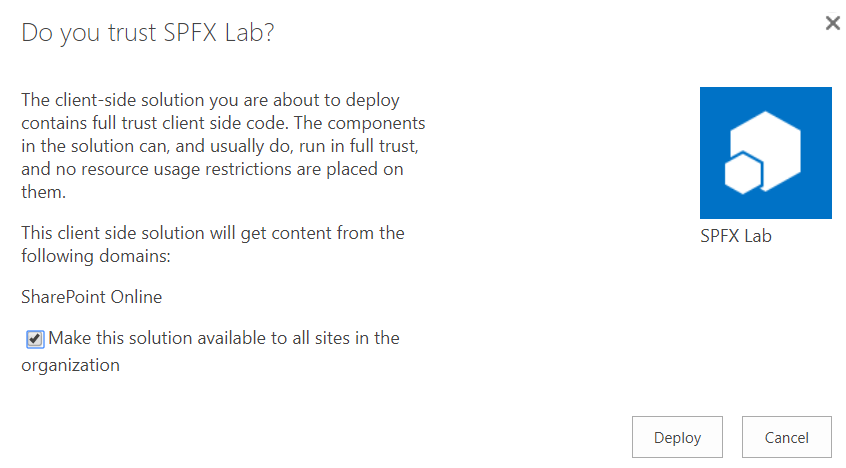 Do you trust SPFX Lab?
The client-side solution you are about to deploy
contains full trust client side code. The components
in the solution can, and usually do, run in full trust,
and no resource usage restrictions are placed on
them.
This client side solution will get content from the
following domains:
SharePoint Online
Make this solution available to all sites in the
organization
SPFX Lab
Deploy
Cancel